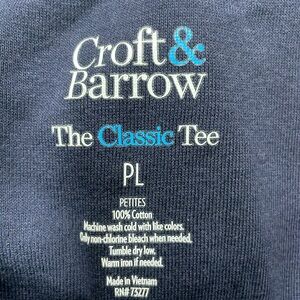 Croft&
Barrow
The Classic Tee
PL
PETITES
100% Cotton
Machine wash cold with like colors.
Only non-chlorine bleach when needed.
Tumble dry low.
Warm iron if needed.
Made in Vietnam
RN# 73277